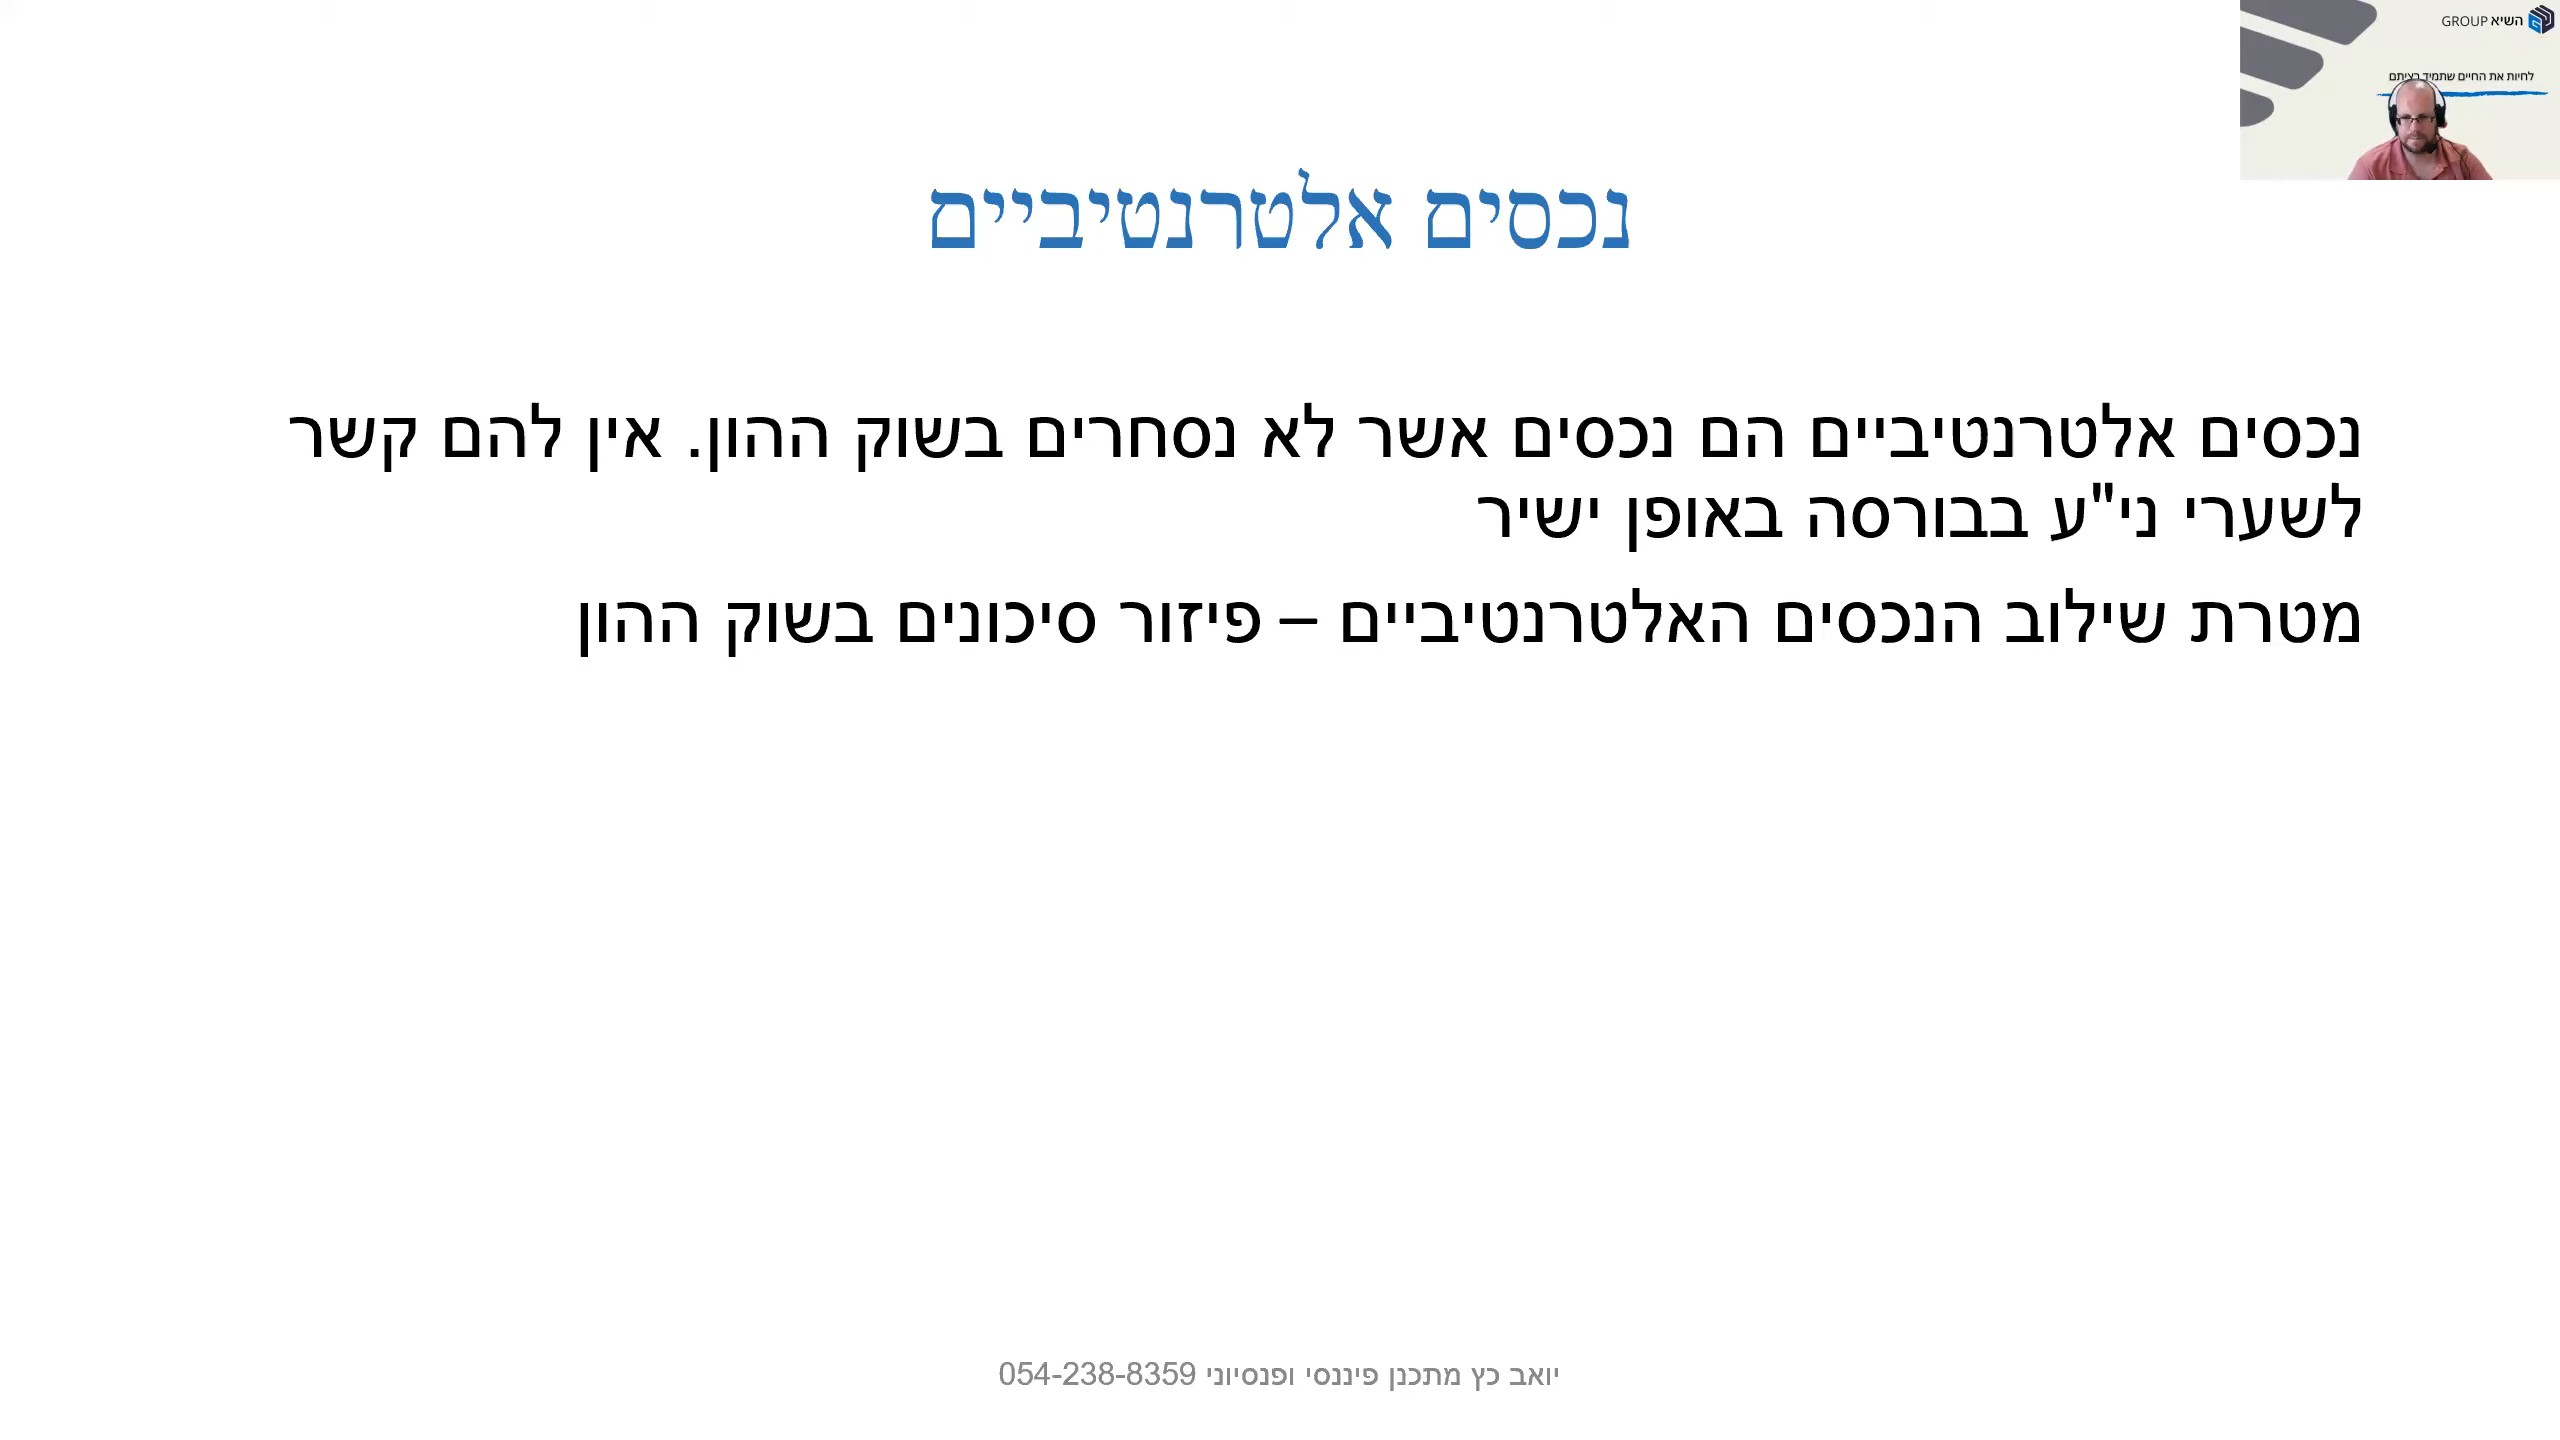 השיא GROUP
לחיות את החיים שתמיד רציתם
נכסים אלטרנטיביים
נכסים אלטרנטיביים הם נכסים אשר לא נסחרים בשוק ההון. אין להם קשר
לשערי ני"ע בבורסה באופן ישיר
מטרת שילוב הנכסים האלטרנטיביים – פיזור סיכונים בשוק ההון
יואב כץ מתכנן פיננסי ופנסיוני 054-238-8359